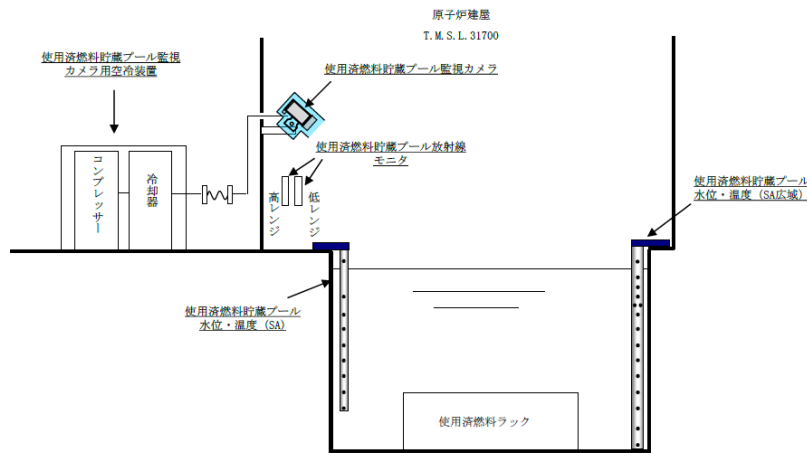 原子炉建屋
T.M.S.L.31700
使用済燃料貯蔵プール監視
カメラ用空冷装置
使用済燃料貯蔵プール監視カメラ
使用済燃料貯蔵プール放射線
モニタ
コンプレッサー
冷却器
高レンジ
低レンジ
使用済燃料貯蔵プール
水位・温度(SA広域)
使用済燃料貯蔵プール
水位・温度(SA)
使用済燃料ラック